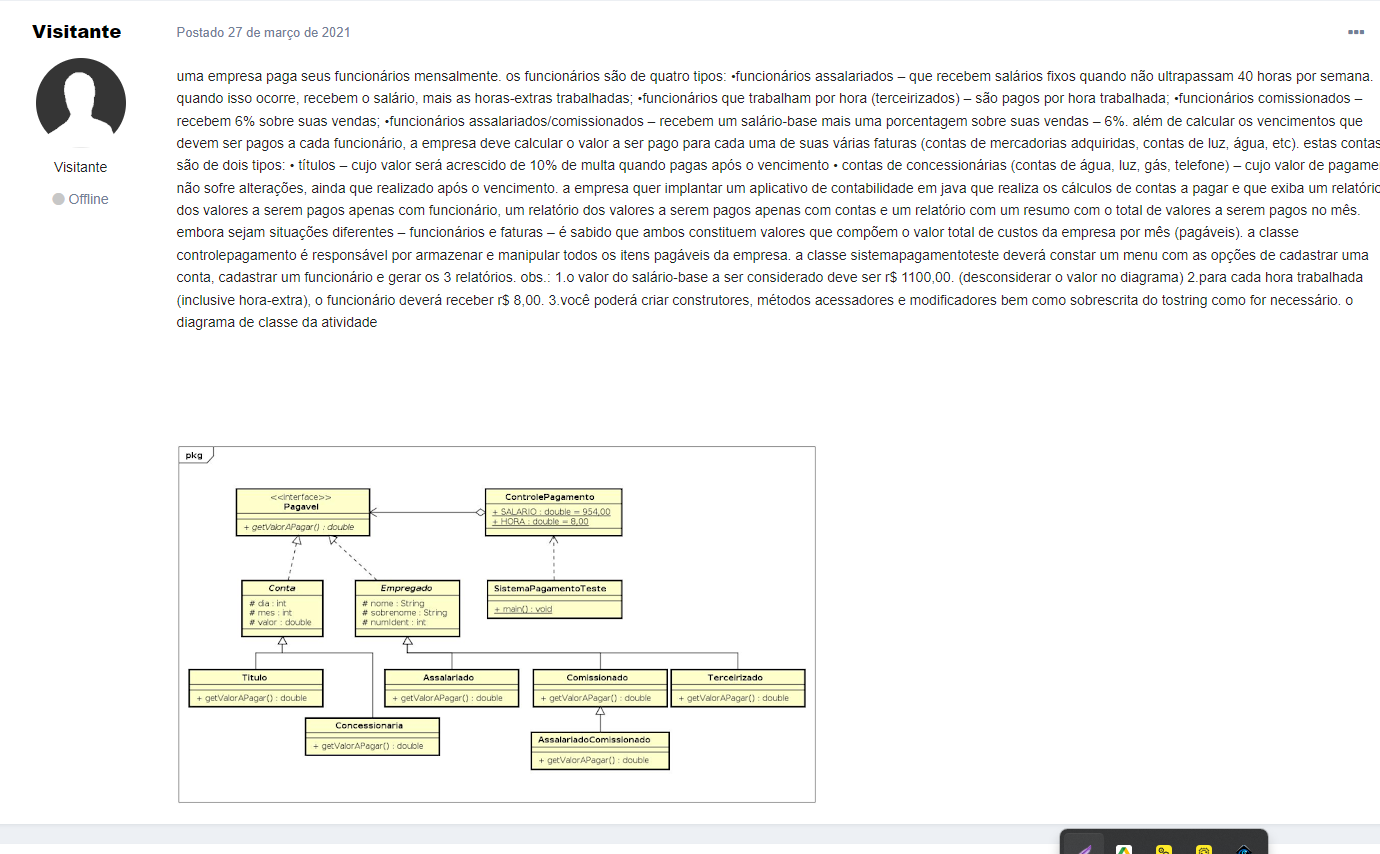 Visitante
Postado 27 de março de 2021
Visitante
Offline
uma empresa paga seus funcionários mensalmente. os funcionários são de quatro tipos: •funcionários assalariados – que recebem salários fixos quando não ultrapassam 40 horas por semana.
quando isso ocorre, recebem o salário, mais as horas-extras trabalhadas; •funcionários que trabalham por hora (terceirizados) – são pagos por hora trabalhada; •funcionários comissionados –
recebem 6% sobre suas vendas; •funcionários assalariados/comissionados – recebem um salário-base mais uma porcentagem sobre suas vendas – 6%. além de calcular os vencimentos que
devem ser pagos a cada funcionário, a empresa deve calcular o valor a ser pago para cada uma de suas várias faturas (contas de mercadorias adquiridas, contas de luz, água, etc). estas contas
são de dois tipos: • títulos – cujo valor será acrescido de 10% de multa quando pagas após o vencimento • contas de concessionárias (contas de água, luz, gás, telefone) – cujo valor de pagame
não sofre alterações, ainda que realizado após o vencimento. a empresa quer implantar um aplicativo de contabilidade em java que realiza os cálculos de contas a pagar e que exiba um relatóric
dos valores a serem pagos apenas com funcionário, um relatório dos valores a serem pagos apenas com contas e um relatório com um resumo com o total de valores a serem pagos no mês.
embora sejam situações diferentes – funcionários e faturas – é sabido que ambos constituem valores que compõem o valor total de custos da empresa por mês (pagáveis). a classe
controlepagamento é responsável por armazenar e manipular todos os itens pagáveis da empresa. a classe sistemapagamentoteste deverá constar um menu com as opções de cadastrar uma
conta, cadastrar um funcionário e gerar os 3 relatórios. obs.: 1.o valor do salário-base a ser considerado deve ser r$ 1100,00. (desconsiderar o valor no diagrama) 2.para cada hora trabalhada
(inclusive hora-extra), o funcionário deverá receber r$ 8,00. 3.você poderá criar construtores, métodos acessadores e modificadores bem como sobrescrita do tostring como for necessário. o
diagrama de classe da atividade
pkg
<<interface>>
Pagavel
+ getValorAPagar() : double
ControlePagamento
+ SALARIO : double = 954,00
+ HORA : double = 8,00
Conta
# dia : int
# mes : int
# valor : double
Empregado
# nome : String
# sobrenome : String
# numIdent : int
SistemaPagamentoTeste
+ main() : void
Titulo
+ getValorAPagar() : double
Assalariado
+ getValorAPagar() : double
Comissionado
+ getValorAPagar() : double
Terceirizado
+ getValorAPagar() : double
Concessionaria
+ getValorAPagar() : double
AssalariadoComissionado
+ getValorAPagar() : double